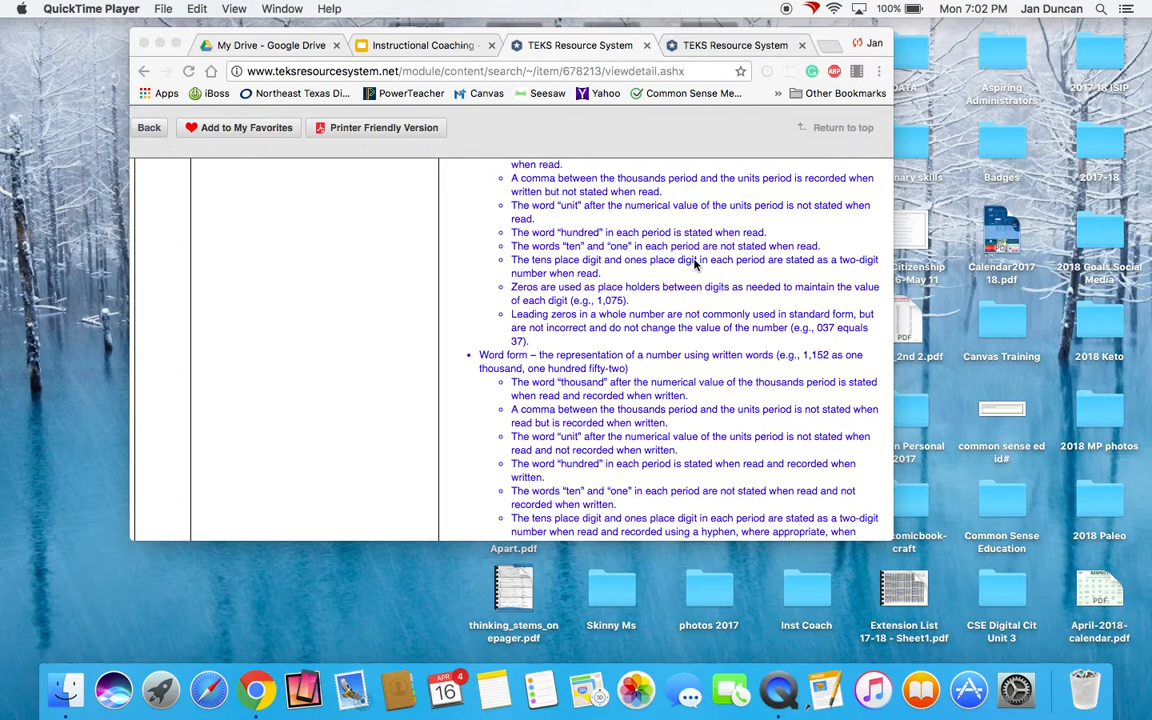 QuickTime Player File Edit View Window Help 100% Mon 7:02 PM Jan Duncan
My Drive - Google Drive Instructional Coaching - TEKS Resource System TEKS Resource System Jan
www.teksresourcesystem.net/module/content/search/~/item/678213/viewdetail.ashx
Apps iBoss Northeast Texas Di... PowerTeacher Canvas Seesaw Yahoo Common Sense Me... » Other Bookmarks
Back Add to My Favorites Printer Friendly Version Return to top
when read.
A comma between the thousands period and the units period is recorded when
written but not stated when read.
The word “unit” after the numerical value of the units period is not stated when
read.
The word “hundred” in each period is stated when read.
The words “ten” and “one” in each period are not stated when read.
The tens place digit and ones place digit in each period are stated as a two-digit
number when read.
Zeros are used as place holders between digits as needed to maintain the value
of each digit (e.g., 1,075).
Leading zeros in a whole number are not commonly used in standard form, but
are not incorrect and do not change the value of the number (e.g., 037 equals
37).
Word form – the representation of a number using written words (e.g., 1,152 as one
thousand, one hundred fifty-two)
The word “thousand” after the numerical value of the thousands period is stated
when read and recorded when written.
A comma between the thousands period and the units period is not stated when
read but is recorded when written.
The word “unit” after the numerical value of the units period is not stated when
read and not recorded when written.
The word “hundred” in each period is stated when read and recorded when
written.
The words “ten” and “one” in each period are not stated when read and not
recorded when written.
The tens place digit and ones place digit in each period are stated as a two-digit
number when read and recorded using a hyphen, where appropriate, when
DATA
Aspiring
Administrators
2017-18 ISIP
skills
Badges
2017-18
Citizenship
6-May 11
Calendar2017
18.pdf
2018 Goals Social
Media
_2nd 2.pdf
Canvas Training
2018 Keto
Personal
2017
common sense ed
id#
2018 MP photos
comicbook-
craft
Common Sense
Education
2018 Paleo
Apart.pdf
thinking_stems_on
epager.pdf
Skinny Ms
photos 2017
Inst Coach
Extension List
17-18 - Sheet1.pdf
CSE Digital Cit
Unit 3
PDF
April-2018-
calendar.pdf
APR
16
4